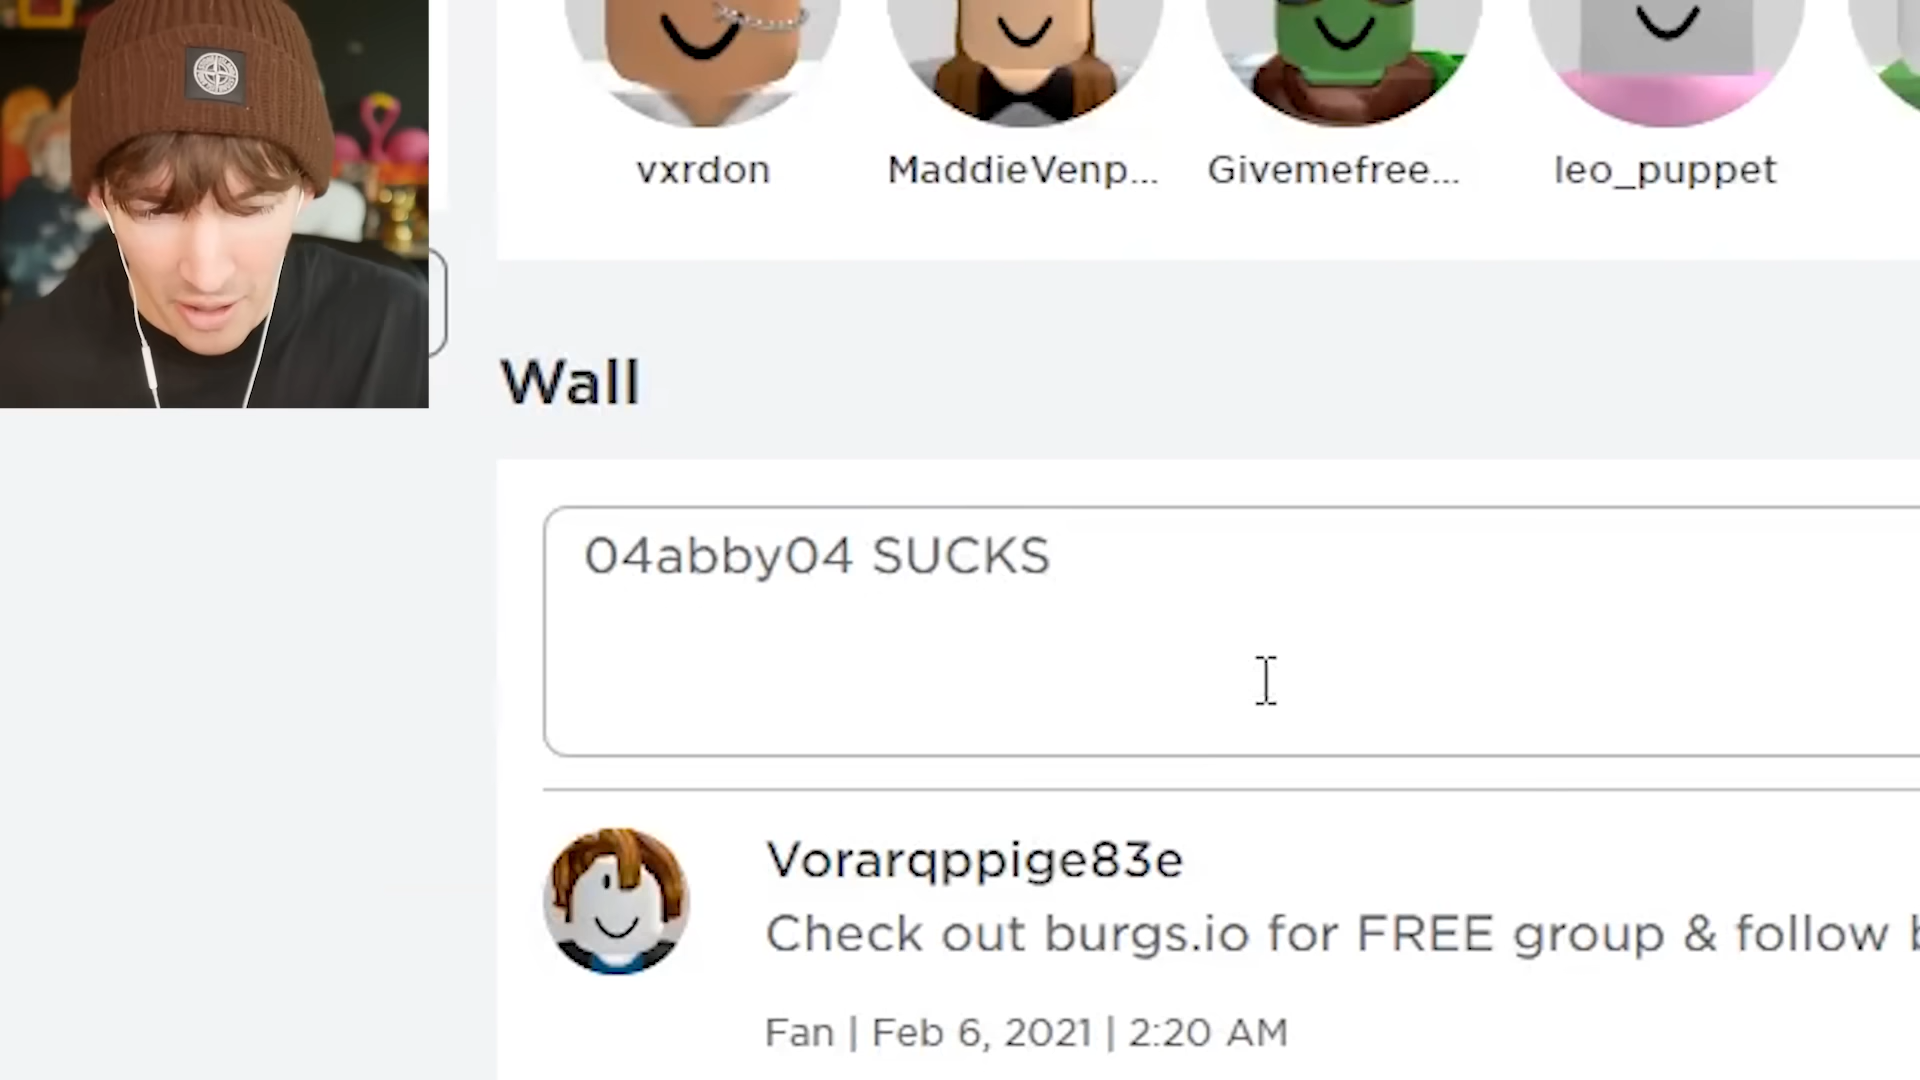 vxrdon
MaddieVenp...
Givemefree...
leo_puppet
Wall
04abby04 SUCKS
Vorarqppige83e
Check out burgs.io for FREE group & follow
Fan | Feb 6, 2021 | 2:20 AM